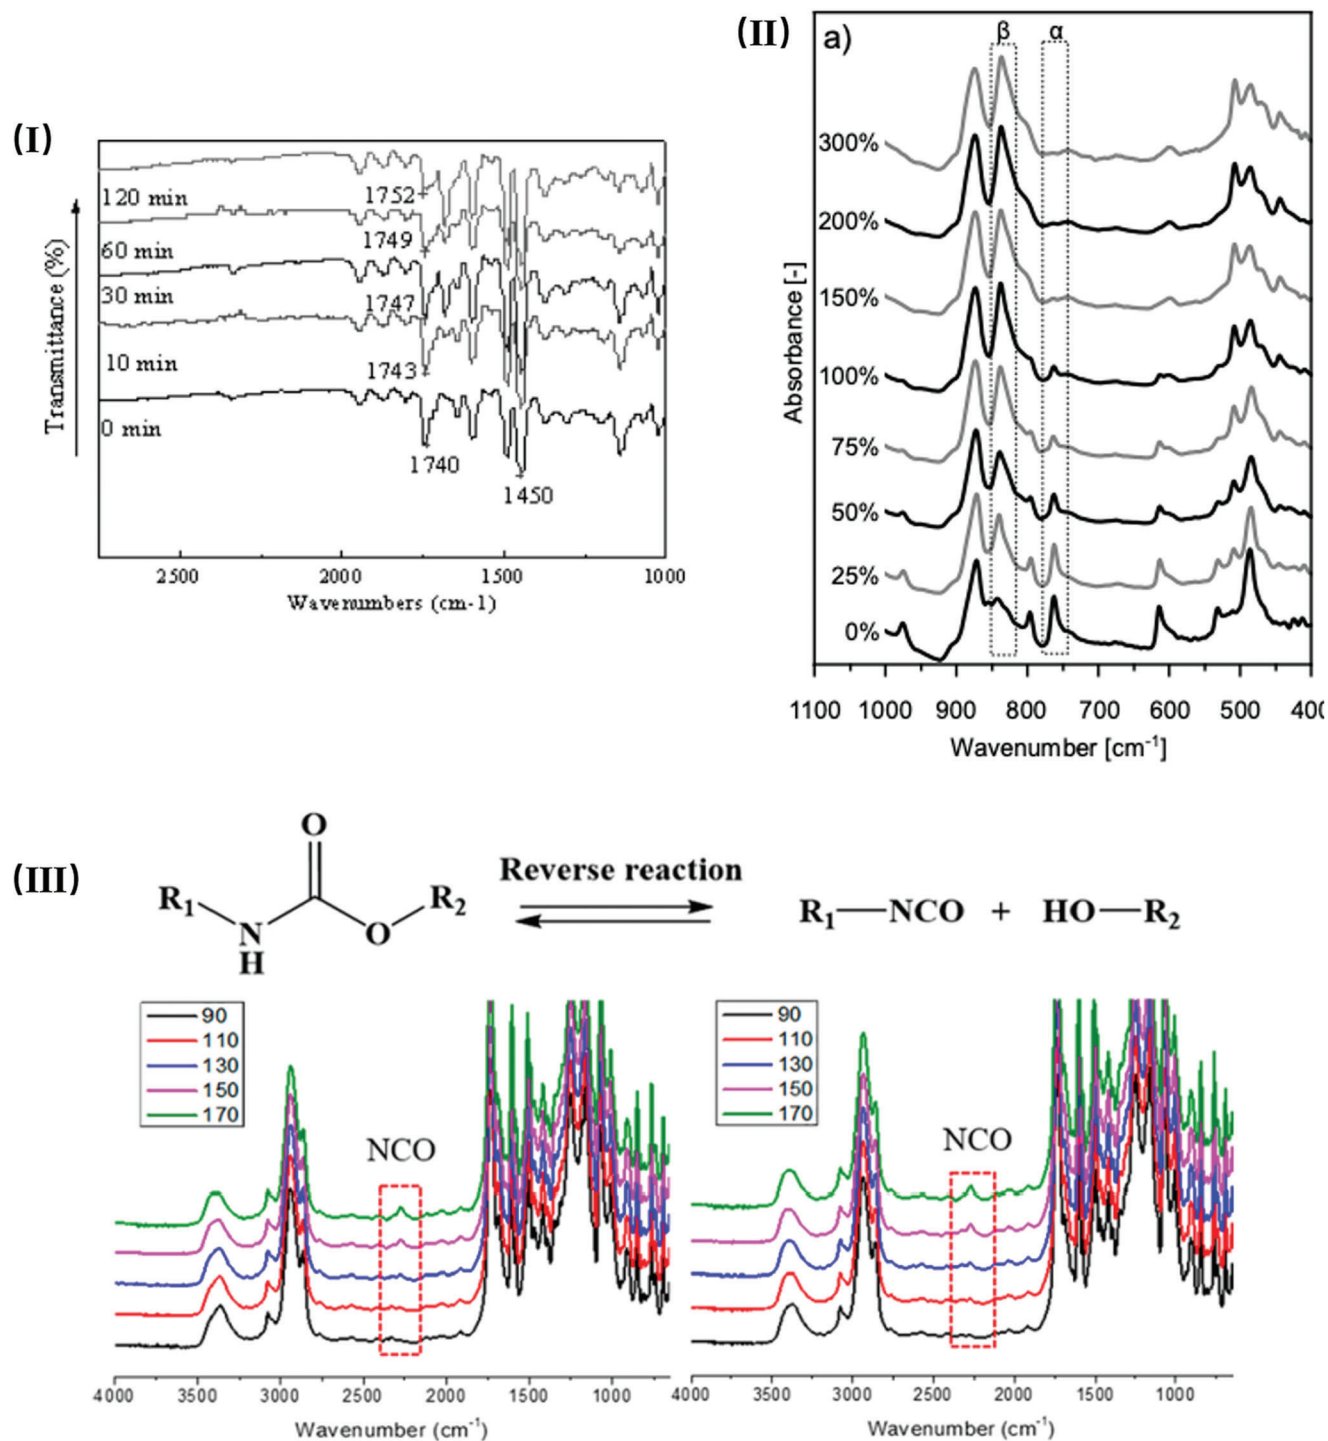 (I)
Transmittance (%)
120 min
60 min
30 min
10 min
0 min
1752
1749
1747
1743
1740
1450
2500 2000 1500 1000
Wavenumbers (cm-1)
(II) a)
β α
Absorbance [-]
300%
200%
150%
100%
75%
50%
25%
0%
1100 1000 900 800 700 600 500 400
Wavenumber [cm-1]
(III)
O
R1 N H O R2
Reverse reaction
R1—NCO + HO—R2
90
110
130
150
170
NCO
4000 3500 3000 2500 2000 1500 1000
Wavenumber (cm-1)
90
110
130
150
170
NCO
4000 3500 3000 2500 2000 1500 1000
Wavenumber (cm-1)